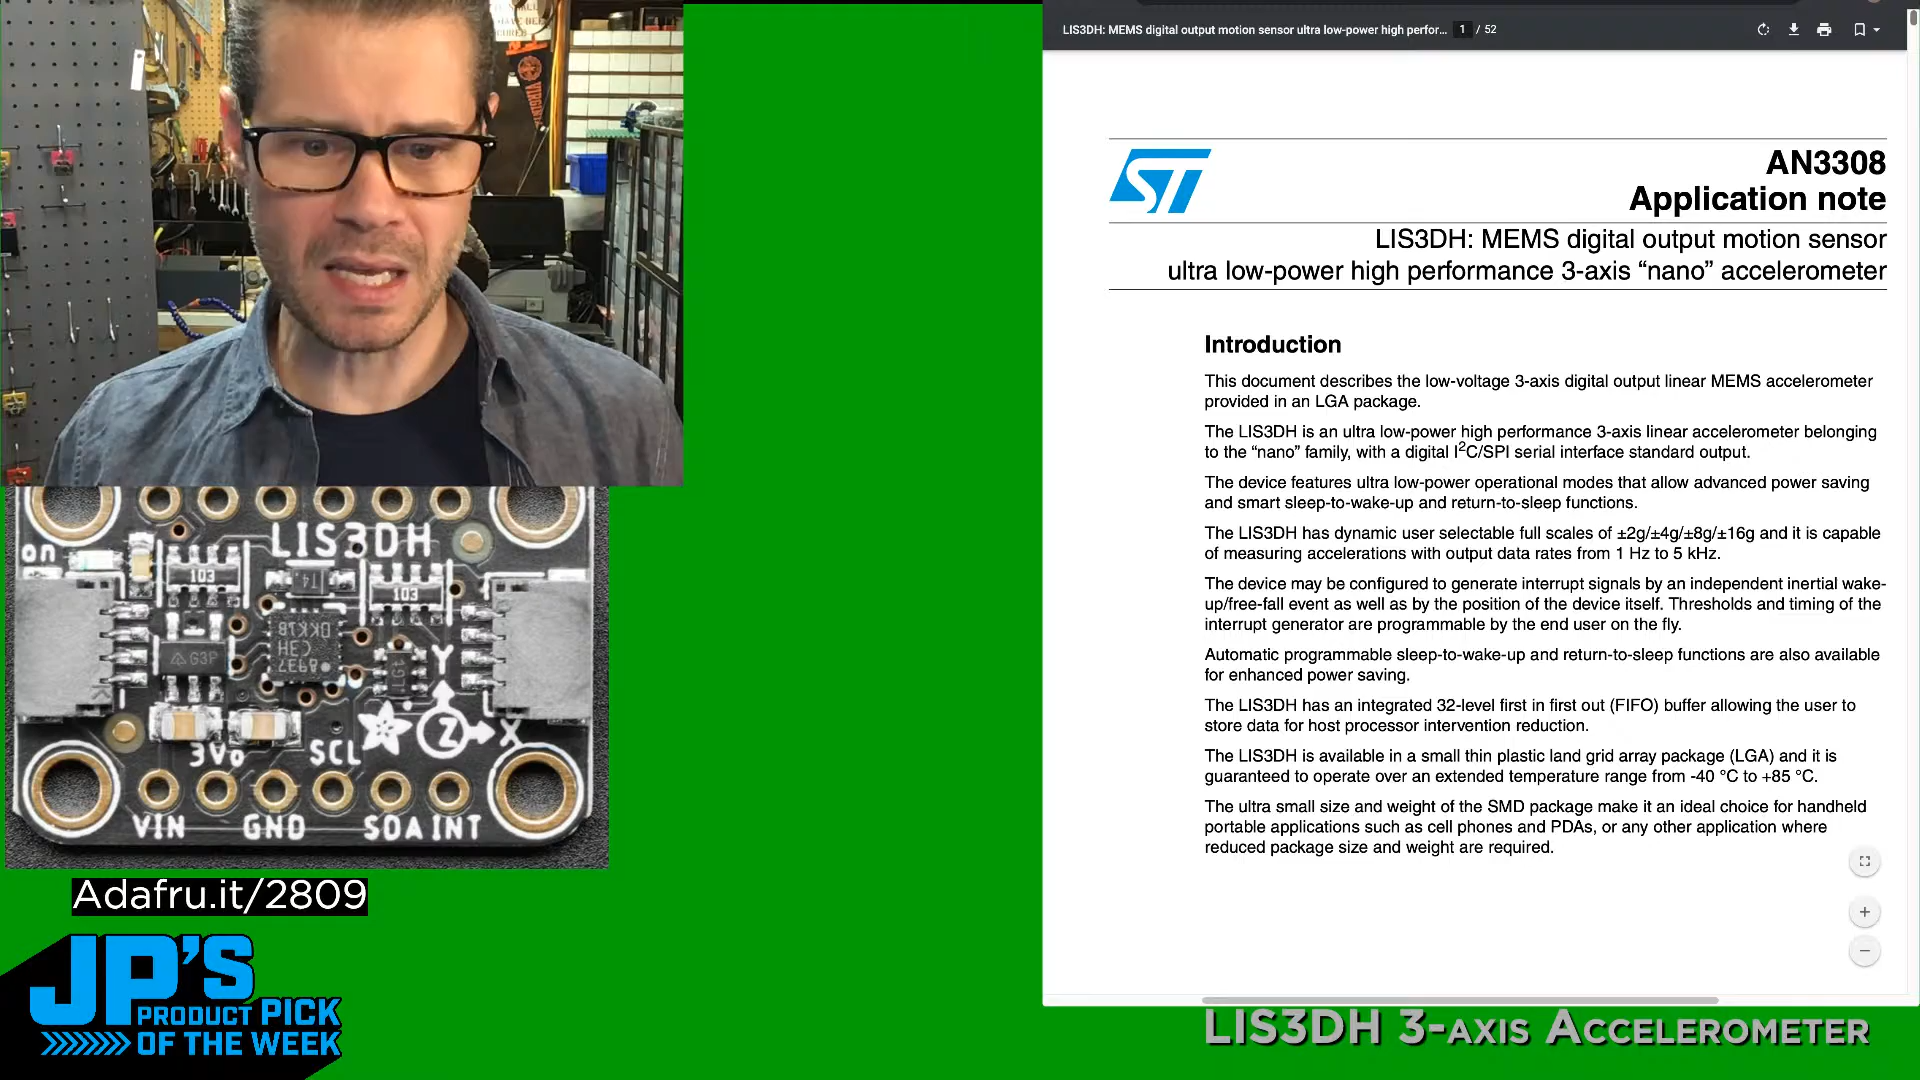 VIRGINIA
LIS3DH
on
103
T4.
103
G3P
8937
C3H
DK1B
LG14
Y
Z
X
3Vo
SCL
VIN
GND
SDA
INT
Adafru.it/2809
JP'S
PRODUCT PICK
OF THE WEEK
LIS3DH: MEMS digital output motion sensor ultra low-power high perfor...
1 / 52
ST
AN3308
Application note
LIS3DH: MEMS digital output motion sensor
ultra low-power high performance 3-axis “nano” accelerometer
Introduction
This document describes the low-voltage 3-axis digital output linear MEMS accelerometer
provided in an LGA package.
The LIS3DH is an ultra low-power high performance 3-axis linear accelerometer belonging
to the “nano” family, with a digital I²C/SPI serial interface standard output.
The device features ultra low-power operational modes that allow advanced power saving
and smart sleep-to-wake-up and return-to-sleep functions.
The LIS3DH has dynamic user selectable full scales of ±2g/±4g/±8g/±16g and it is capable
of measuring accelerations with output data rates from 1 Hz to 5 kHz.
The device may be configured to generate interrupt signals by an independent inertial wake-
up/free-fall event as well as by the position of the device itself. Thresholds and timing of the
interrupt generator are programmable by the end user on the fly.
Automatic programmable sleep-to-wake-up and return-to-sleep functions are also available
for enhanced power saving.
The LIS3DH has an integrated 32-level first in first out (FIFO) buffer allowing the user to
store data for host processor intervention reduction.
The LIS3DH is available in a small thin plastic land grid array package (LGA) and it is
guaranteed to operate over an extended temperature range from -40 °C to +85 °C.
The ultra small size and weight of the SMD package make it an ideal choice for handheld
portable applications such as cell phones and PDAs, or any other application where
reduced package size and weight are required.
LIS3DH 3-AXIS ACCELEROMETER